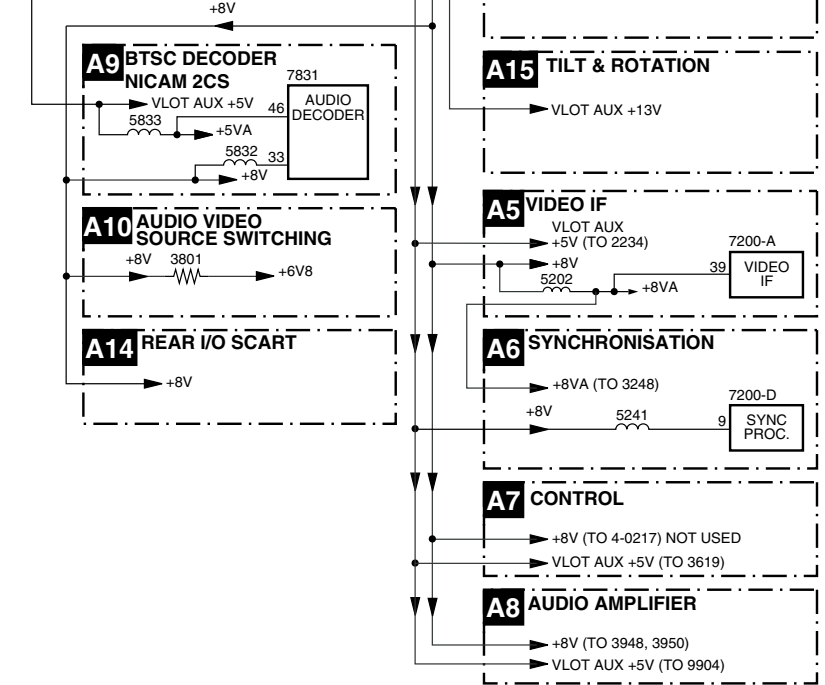 +8V
A9 BTSC DECODER
NICAM 2CS
7831
VLOT AUX +5V
46
AUDIO
DECODER
5833
+5VA
5832
33
+8V
A10 AUDIO VIDEO
SOURCE SWITCHING
+8V
3801
+6V8
A14 REAR I/O SCART
+8V
A15 TILT & ROTATION
VLOT AUX +13V
A5 VIDEO IF
VLOT AUX
+5V (TO 2234)
7200-A
+8V
39
VIDEO
IF
5202
+8VA
A6 SYNCHRONISATION
+8VA (TO 3248)
7200-D
+8V
5241
9
SYNC
PROC.
A7 CONTROL
+8V (TO 4-0217) NOT USED
VLOT AUX +5V (TO 3619)
A8 AUDIO AMPLIFIER
+8V (TO 3948, 3950)
VLOT AUX +5V (TO 9904)